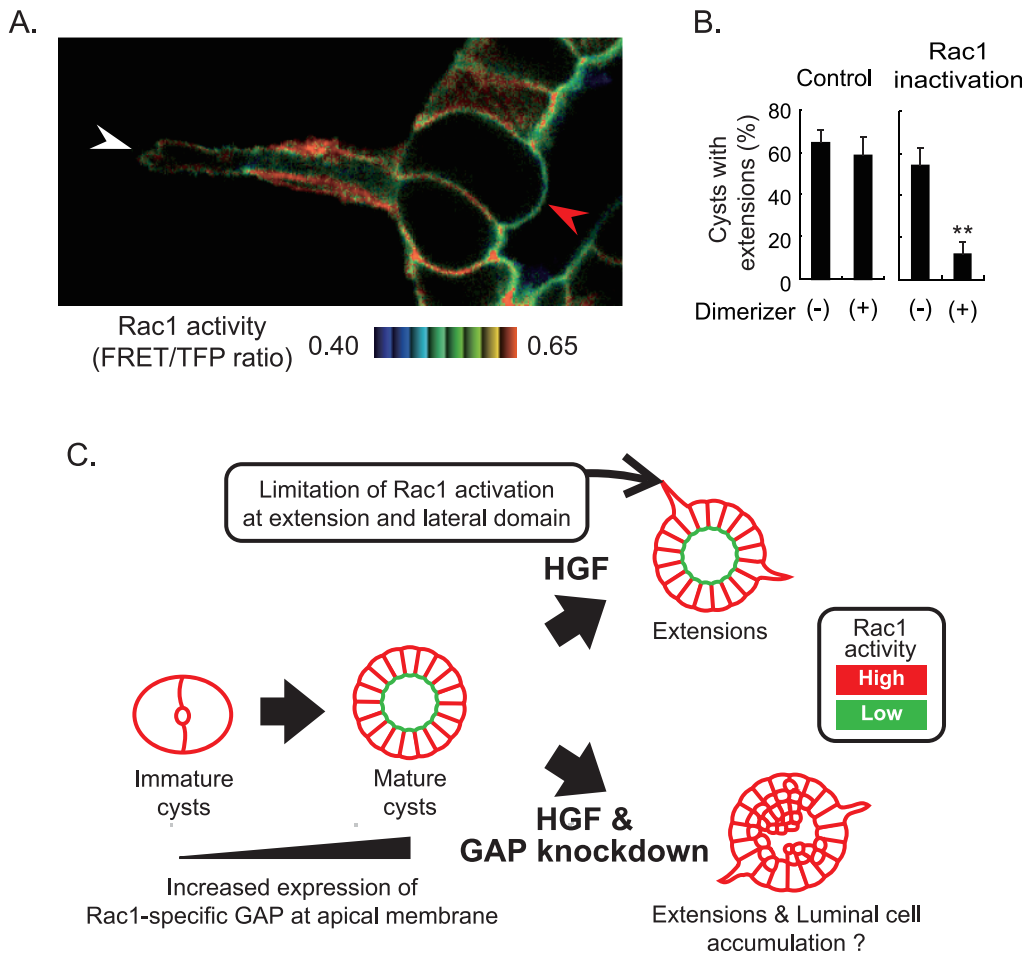 A.
Rac1 activity
(FRET/TFP ratio)
0.40
0.65
B.
Control
Rac1
inactivation
Cysts with
extensions (%)
80
60
40
20
0
**
Dimerizer (-) (+) (-) (+)
C.
Limitation of Rac1 activation
at extension and lateral domain
HGF
Extensions
Rac1
activity
High
Low
Immature
cysts
Mature
cysts
HGF &
GAP knockdown
Increased expression of
Rac1-specific GAP at apical membrane
Extensions & Luminal cell
accumulation ?